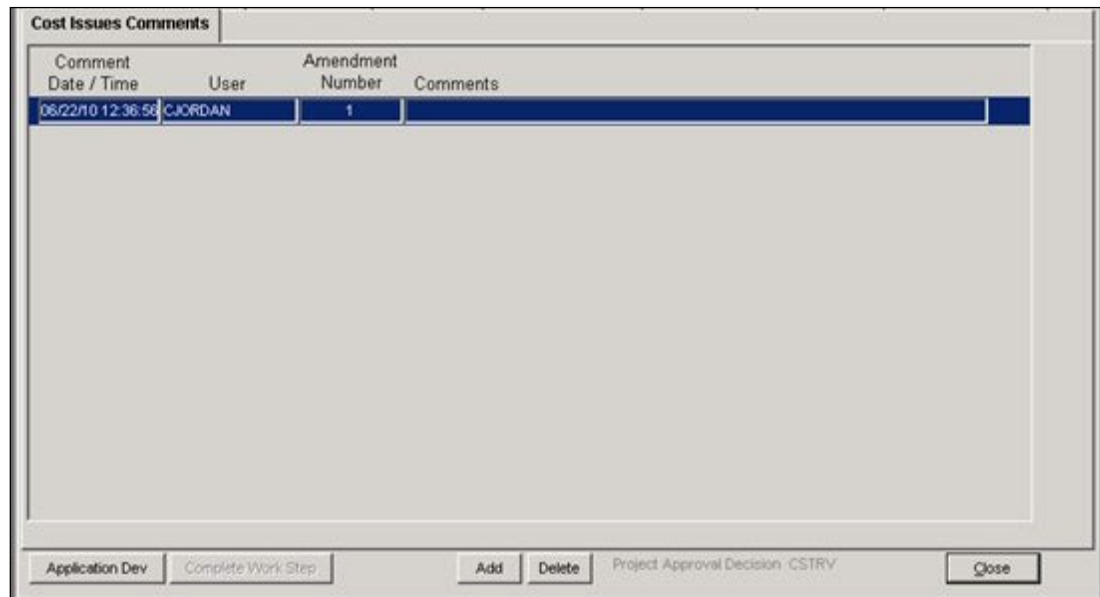 Cost Issues Comments
Comment Amendment
Date / Time User Number Comments
06/22/10 12:36:56 CJORDAN 1
Application Dev Complete Work Step Add Delete Project Approval Decision CSTRV Close